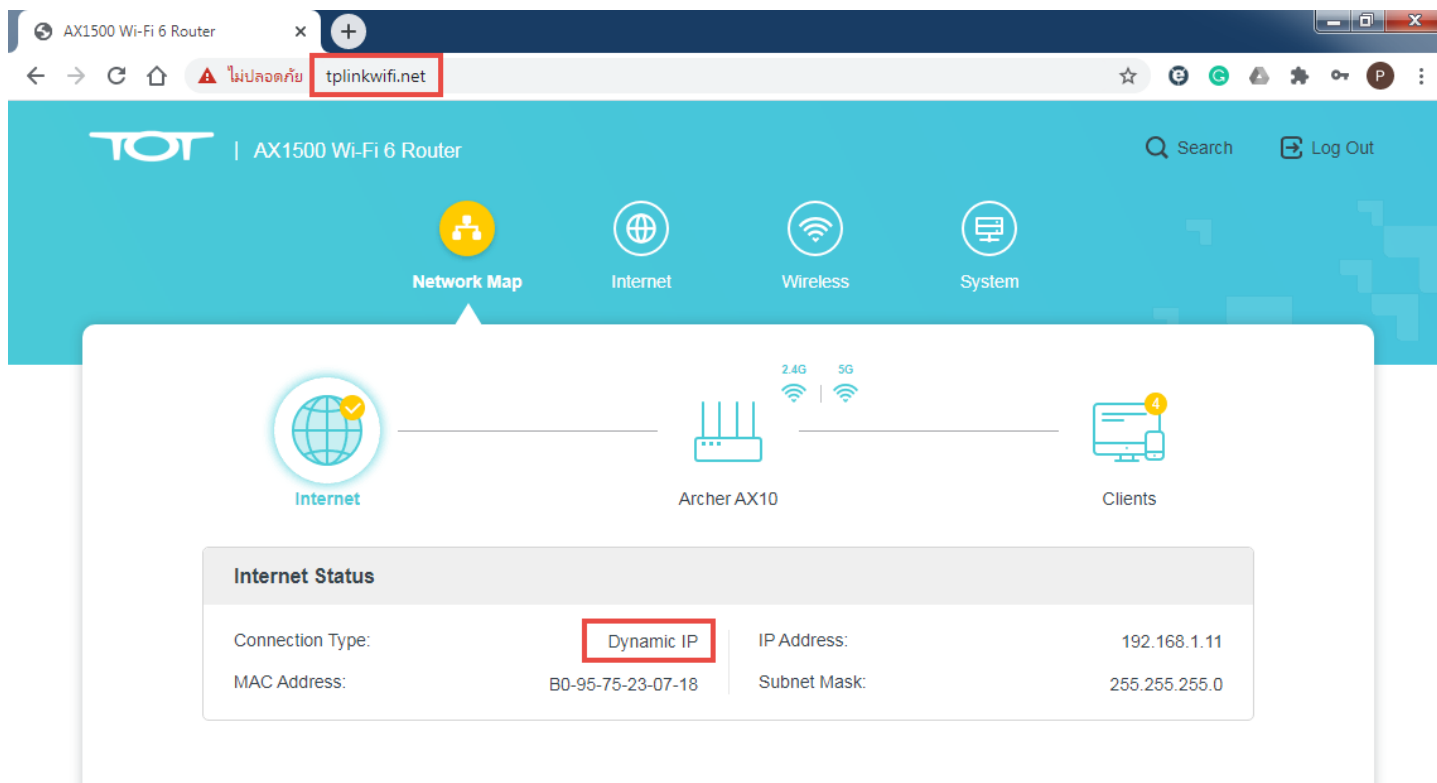 AX1500 Wi-Fi 6 Router
ไม่ปลอดภัย tplinkwifi.net
P
TOT | AX1500 Wi-Fi 6 Router
Search
Log Out
Network Map
Internet
Wireless
System
2.4G 5G
4
Internet
Archer AX10
Clients
Internet Status
Connection Type: Dynamic IP
IP Address: 192.168.1.11
MAC Address: B0-95-75-23-07-18
Subnet Mask: 255.255.255.0